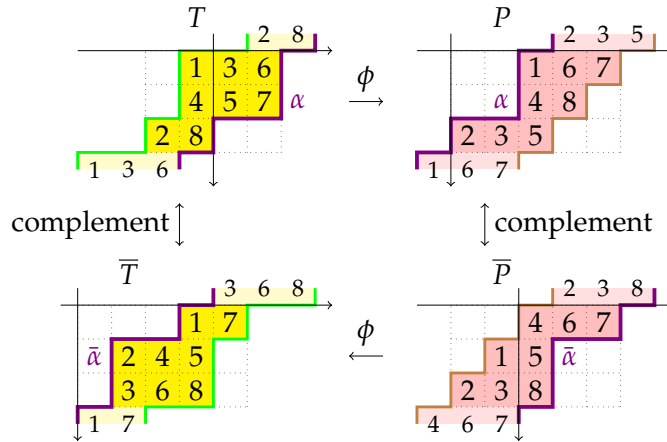 T P
2 8 2 3 5
1 3 6 ϕ 1 6 7
4 5 7 α α 4 8
2 8 2 3 5
1 3 6 1 6 7
complement complement
T̅ P̅
3 6 8 2 3 8
1 7 ϕ 4 6 7
ᾱ 2 4 5 1 5 ᾱ
3 6 8 2 3 8
1 7 4 6 7